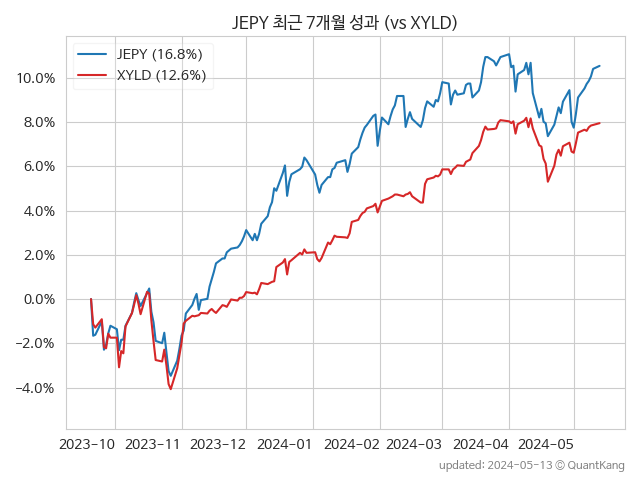 JEPY 최근 7개월 성과 (vs XYLD)
JEPY (16.8%)
XYLD (12.6%)
10.0%
8.0%
6.0%
4.0%
2.0%
0.0%
−2.0%
−4.0%
2023−10 2023−11 2023−12 2024−01 2024−02 2024−03 2024−04 2024−05
updated: 2024-05-13 © QuantKang